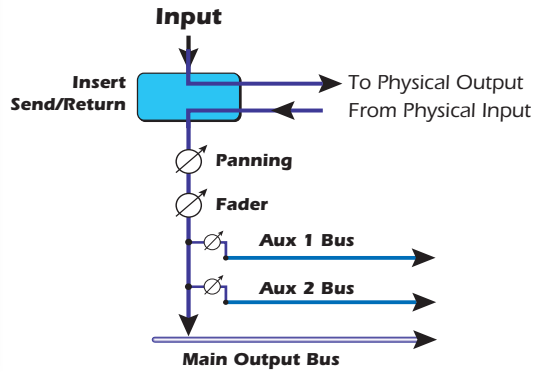 Input
Insert
Send/Return
To Physical Output
From Physical Input
Panning
Fader
Aux 1 Bus
Aux 2 Bus
Main Output Bus